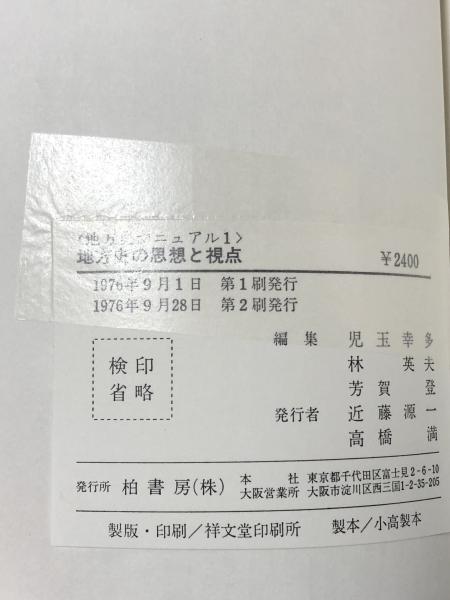 〈地方史マニュアル1〉
地方史の思想と視点　￥2400
1976年9月1日　第1刷発行
1976年9月28日　第2刷発行
検印省略
編集　児玉幸多
林英夫
芳賀登
発行者　近藤源一
高橋満
発行所　柏書房(株)　本社　東京都千代田区富士見2-6-10
大阪営業所　大阪市淀川区西三国1-2-35-205
製版・印刷／祥文堂印刷所　製本／小高製本